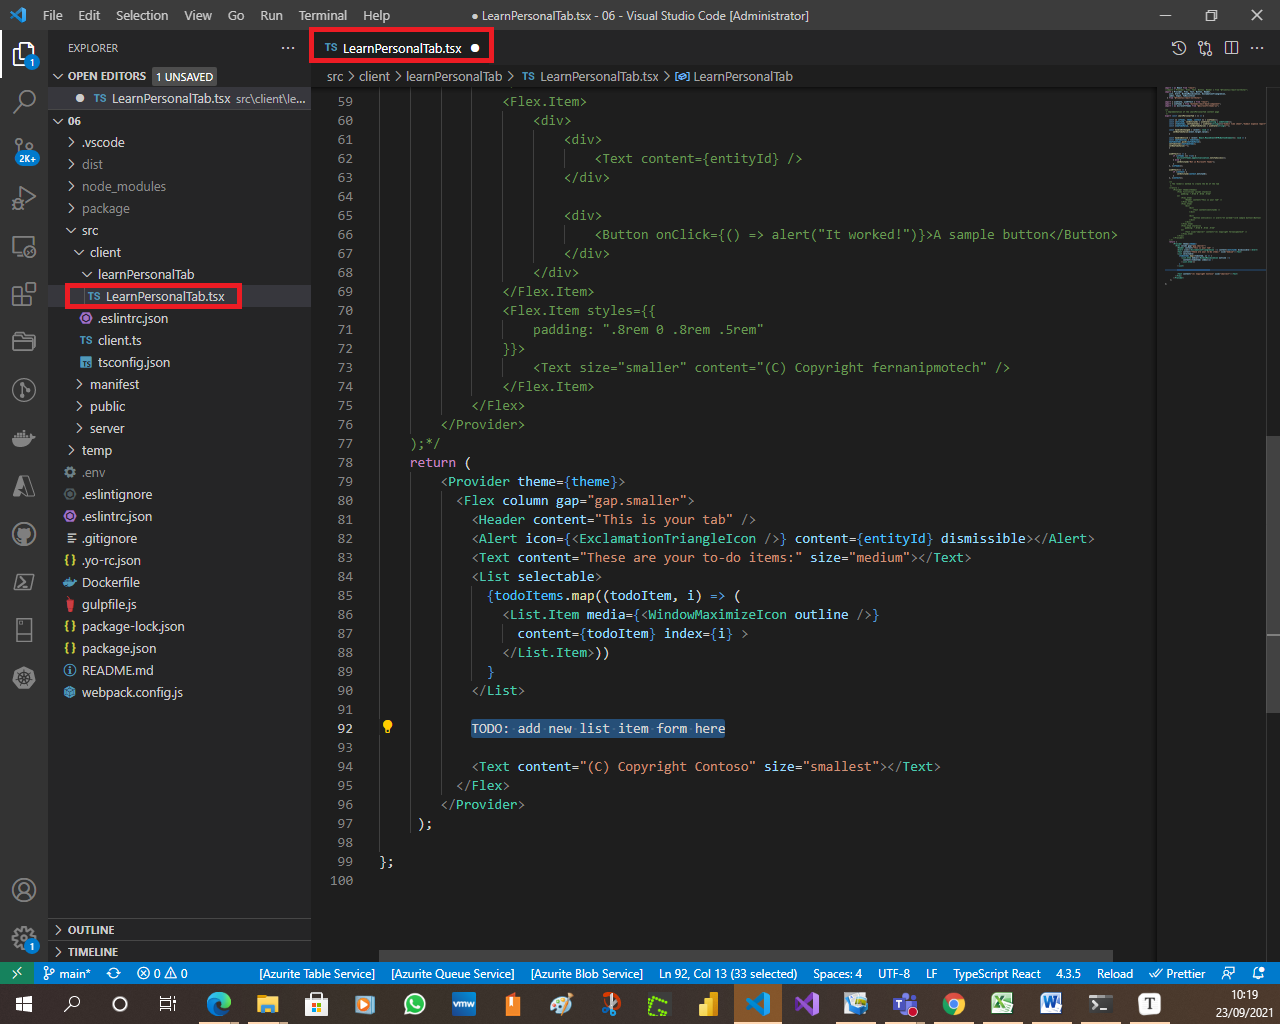 File Edit Selection View Go Run Terminal Help
● LearnPersonalTab.tsx - 06 - Visual Studio Code [Administrator]
EXPLORER
TS LearnPersonalTab.tsx ●
OPEN EDITORS 1 UNSAVED
src > client > learnPersonalTab > TS LearnPersonalTab.tsx > LearnPersonalTab
● TS LearnPersonalTab.tsx src\client\le...
06
.vscode
dist
node_modules
package
src
client
learnPersonalTab
TS LearnPersonalTab.tsx
.eslintrc.json
TS client.ts
TS tsconfig.json
manifest
public
server
temp
.env
.eslintignore
.eslintrc.json
.gitignore
{} .yo-rc.json
Dockerfile
gulpfile.js
{} package-lock.json
{} package.json
README.md
webpack.config.js
OUTLINE
TIMELINE
1
2K+
1
59 <Flex.Item>
60 <div>
61 <div>
62 <Text content={entityId} />
63 </div>
64
65 <div>
66 <Button onClick={() => alert("It worked!")}>A sample button</Button>
67 </div>
68 </div>
69 </Flex.Item>
70 <Flex.Item styles={{
71 padding: ".8rem 0 .8rem .5rem"
72 }}>
73 <Text size="smaller" content="(C) Copyright fernanipmotech" />
74 </Flex.Item>
75 </Flex>
76 </Provider>
77 );*/
78 return (
79 <Provider theme={theme}>
80 <Flex column gap="gap.smaller">
81 <Header content="This is your tab" />
82 <Alert icon={<ExclamationTriangleIcon />} content={entityId} dismissible></Alert>
83 <Text content="These are your to-do items:" size="medium"></Text>
84 <List selectable>
85 {todoItems.map((todoItem, i) => (
86 <List.Item media={<WindowMaximizeIcon outline />}
87 content={todoItem} index={i} >
88 </List.Item>))
89 }
90 </List>
91
92 TODO: add new list item form here
93
94 <Text content="(C) Copyright Contoso" size="smallest"></Text>
95 </Flex>
96 </Provider>
97 );
98
99 };
100
main* 0 0 [Azurite Table Service] [Azurite Queue Service] [Azurite Blob Service] Ln 92, Col 13 (33 selected) Spaces: 4 UTF-8 LF TypeScript React 4.3.5 Reload Prettier
vmw
T
10:19
23/09/2021